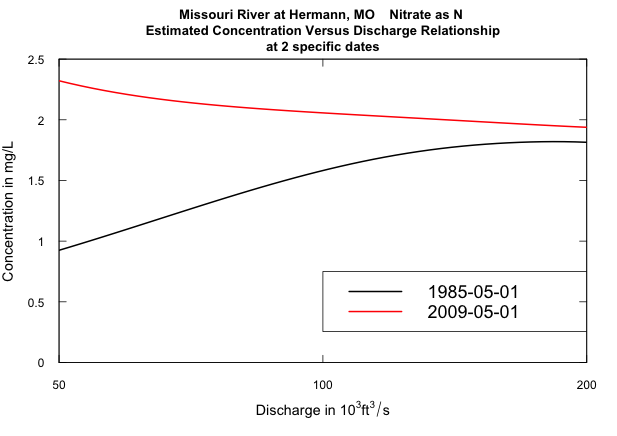 Missouri River at Hermann, MO    Nitrate as N
Estimated Concentration Versus Discharge Relationship
at 2 specific dates
Concentration in mg/L
2.5
2
1.5
1
0.5
0
1985-05-01
2009-05-01
50
100
200
Discharge in 10³ft³/s